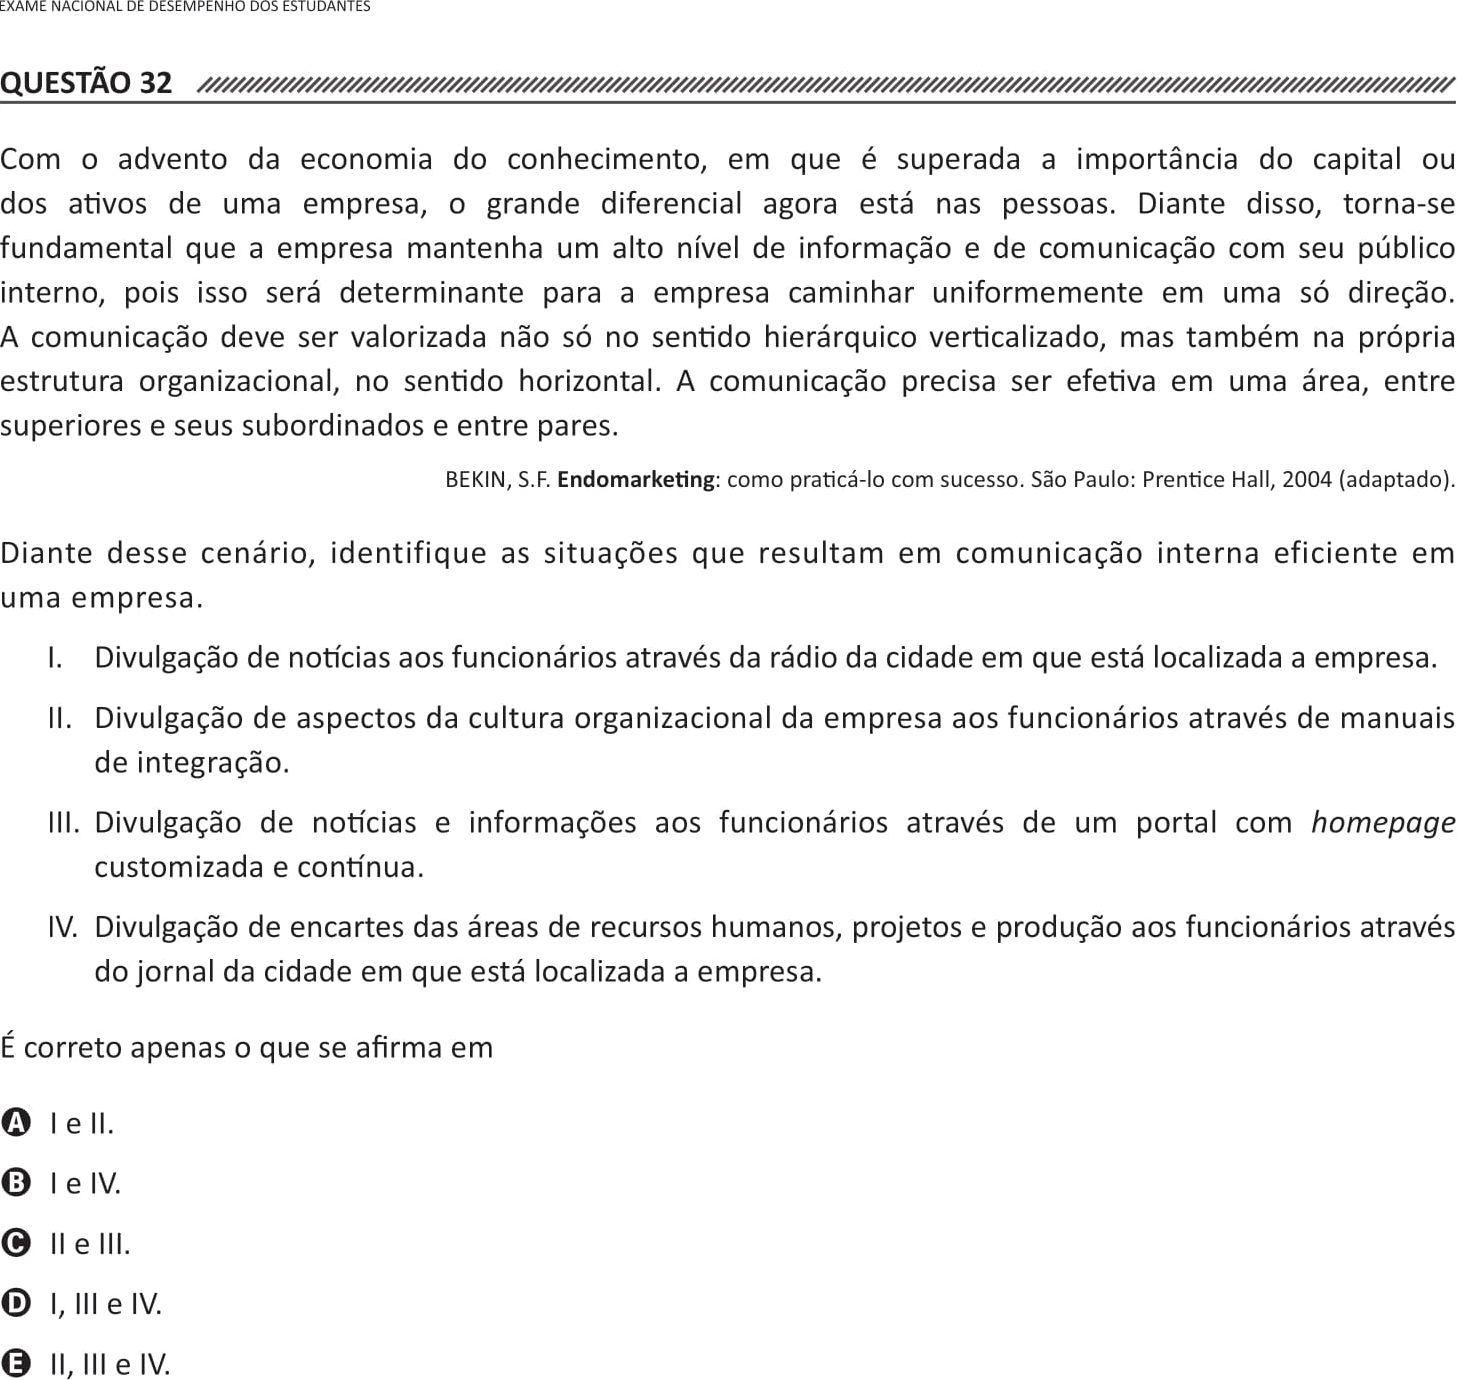 EXAME NACIONAL DE DESEMPENHO DOS ESTUDANTES
QUESTÃO 32
Com o advento da economia do conhecimento, em que é superada a importância do capital ou
dos ativos de uma empresa, o grande diferencial agora está nas pessoas. Diante disso, torna-se
fundamental que a empresa mantenha um alto nível de informação e de comunicação com seu público
interno, pois isso será determinante para a empresa caminhar uniformemente em uma só direção.
A comunicação deve ser valorizada não só no sentido hierárquico verticalizado, mas também na própria
estrutura organizacional, no sentido horizontal. A comunicação precisa ser efetiva em uma área, entre
superiores e seus subordinados e entre pares.
BEKIN, S.F. Endomarketing: como praticá-lo com sucesso. São Paulo: Prentice Hall, 2004 (adaptado).
Diante desse cenário, identifique as situações que resultam em comunicação interna eficiente em
uma empresa.
I. Divulgação de notícias aos funcionários através da rádio da cidade em que está localizada a empresa.
II. Divulgação de aspectos da cultura organizacional da empresa aos funcionários através de manuais
de integração.
III. Divulgação de notícias e informações aos funcionários através de um portal com homepage
customizada e contínua.
IV. Divulgação de encartes das áreas de recursos humanos, projetos e produção aos funcionários através
do jornal da cidade em que está localizada a empresa.
É correto apenas o que se afirma em
A I e II.
B I e IV.
C II e III.
D I, III e IV.
E II, III e IV.